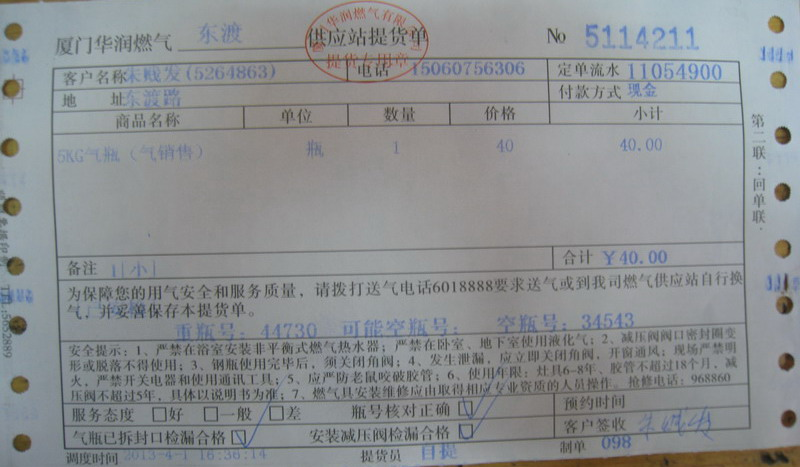 厦门华润燃气 东渡 供应站提货单 № 5114211
提货专用章
客户名称 朱贱发(5264863) 电话 15060756306 定单流水 11054900
地 址 东渡路 付款方式 现金
商品名称 单位 数量 价格 小计
5KG气瓶(气销售) 瓶 1 40 40.00
备注 1|小| 合计 ¥40.00
为保障您的用气安全和服务质量,请拨打送气电话6018888要求送气或到我司燃气供应站自行换
气,并妥善保存本提货单。
重瓶号: 44730 可能空瓶号: 空瓶号: 34543
安全提示:1、严禁在浴室安装非平衡式燃气热水器;严禁在卧室、地下室使用液化气;2、减压阀阀口密封圈变
形或脱落不得使用;3、钢瓶使用完毕后,须关闭角阀;4、发生泄漏,应立即关闭角阀,开窗通风;现场严禁明
火,严禁开关电器和使用通讯工具;5、应严防老鼠咬破胶管;6、使用年限:灶具6-8年、胶管不超过18个月,减
压阀不超过5年,具体以说明书为准;7、燃气具安装维修应由取得相应专业资质的人员操作。抢修电话:968860
服务态度 □好 □一般 □差 瓶号核对正确 预约时间
气瓶已拆封口检漏合格 安装减压阀检漏合格 客户签收
调度时间 2013-4-1 16:36:14 提货员 自提 制单 098
第二联:回单联